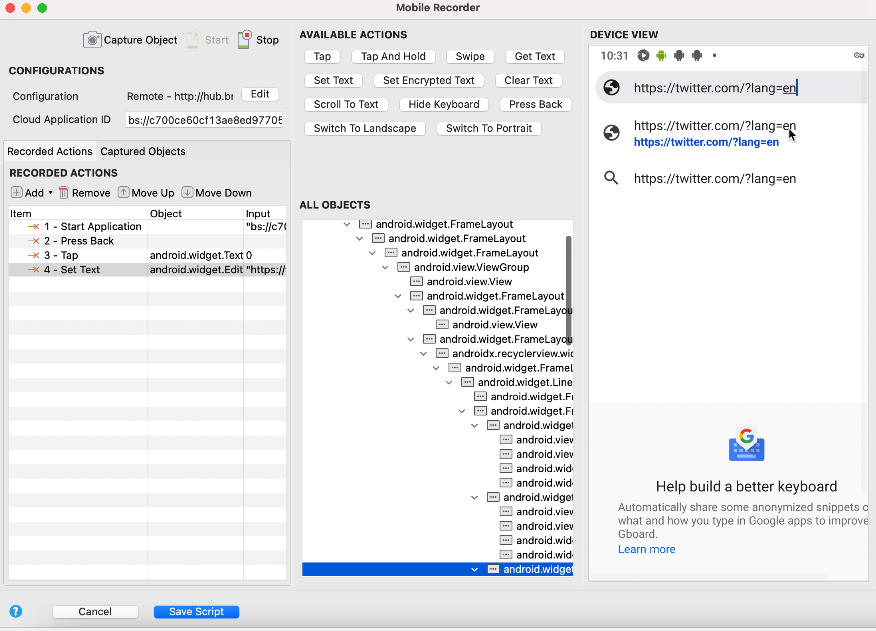 Mobile Recorder
Capture Object
Start
Stop
CONFIGURATIONS
Configuration
Remote - http://hub.br
Edit
Cloud Application ID
bs://c700ce60cf13ae8ed97705
Recorded Actions
Captured Objects
RECORDED ACTIONS
Add
Remove
Move Up
Move Down
Item Object Input
1 - Start Application "bs://c70
2 - Press Back
3 - Tap android.widget.Text 0
4 - Set Text android.widget.Edit "https://
Cancel
Save Script
AVAILABLE ACTIONS
Tap
Tap And Hold
Swipe
Get Text
Set Text
Set Encrypted Text
Clear Text
Scroll To Text
Hide Keyboard
Press Back
Switch To Landscape
Switch To Portrait
ALL OBJECTS
android.widget.FrameLayout
android.widget.FrameLayout
android.widget.FrameLayout
android.view.ViewGroup
android.view.View
android.widget.FrameLayout
android.widget.FrameLayou
android.view.View
android.widget.FrameLayou
androidx.recyclerview.wid
android.widget.FrameL
android.widget.Line
android.widget.Fr
android.widget.Fr
android.widget
android.view
android.view
android.wid
android.wid
android.widget
android.view
android.view
android.wid
android.wid
android.widget
DEVICE VIEW
10:31
https://twitter.com/?lang=en
https://twitter.com/?lang=en
https://twitter.com/?lang=en
https://twitter.com/?lang=en
Help build a better keyboard
Automatically share some anonymized snippets o
what and how you type in Google apps to improve
Gboard.
Learn more